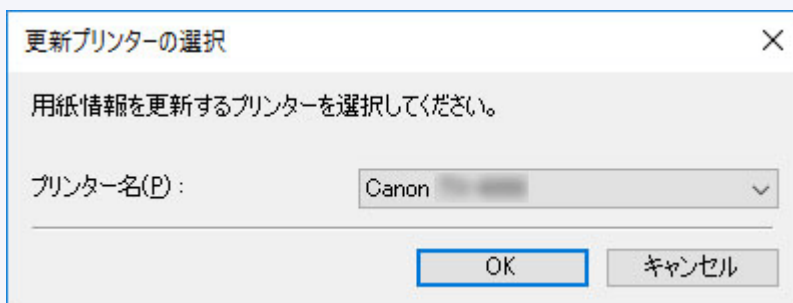 更新プリンターの選択
用紙情報を更新するプリンターを選択してください。
プリンター名(P) : Canon
OK キャンセル